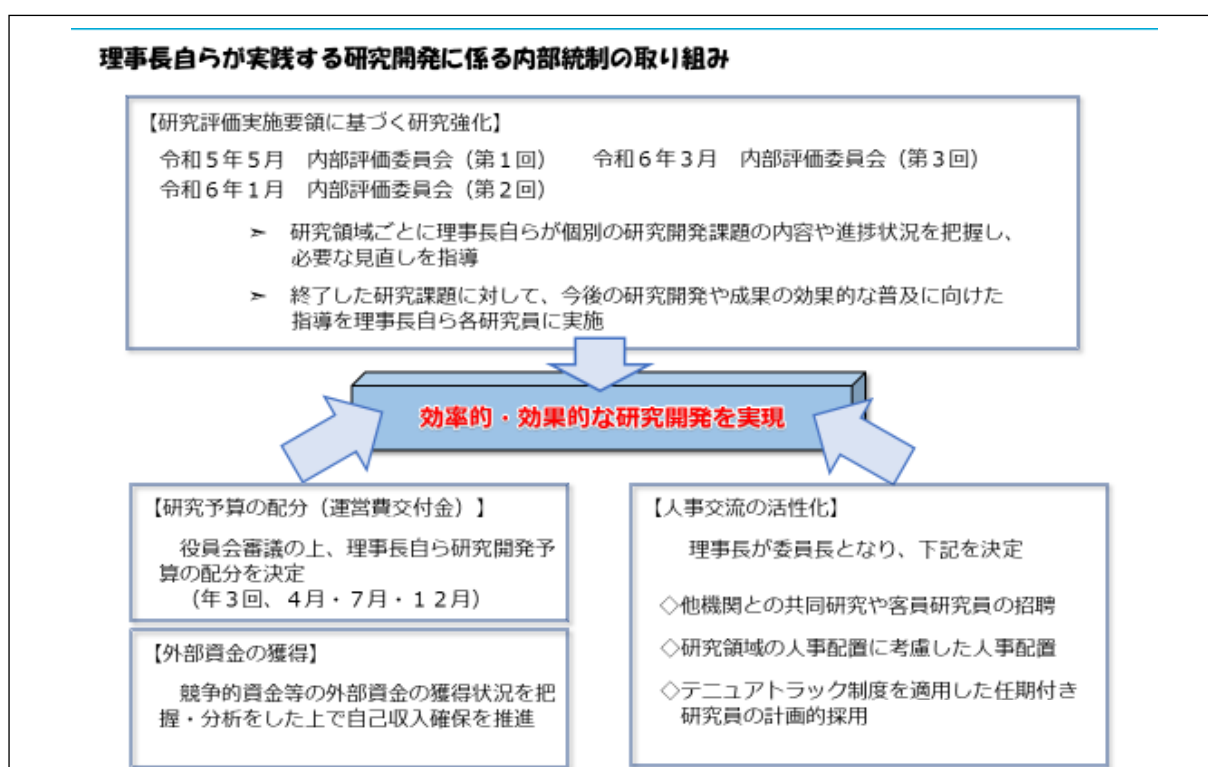 理事長自らが実践する研究開発に係る内部統制の取り組み
【研究評価実施要領に基づく研究強化】
令和５年５月　内部評価委員会（第１回）　　令和６年３月　内部評価委員会（第３回）
令和６年１月　内部評価委員会（第２回）
➢　研究領域ごとに理事長自らが個別の研究開発課題の内容や進捗状況を把握し、
必要な見直しを指導
➢　終了した研究課題に対して、今後の研究開発や成果の効果的な普及に向けた
指導を理事長自ら各研究員に実施
効率的・効果的な研究開発を実現
【研究予算の配分（運営費交付金）】
役員会審議の上、理事長自ら研究開発予
算の配分を決定
（年３回、４月・７月・１２月）
【外部資金の獲得】
競争的資金等の外部資金の獲得状況を把
握・分析をした上で自己収入確保を推進
【人事交流の活性化】
理事長が委員長となり、下記を決定
◇他機関との共同研究や客員研究員の招聘
◇研究領域の人事配置に考慮した人事配置
◇テニュアトラック制度を適用した任期付き
研究員の計画的採用